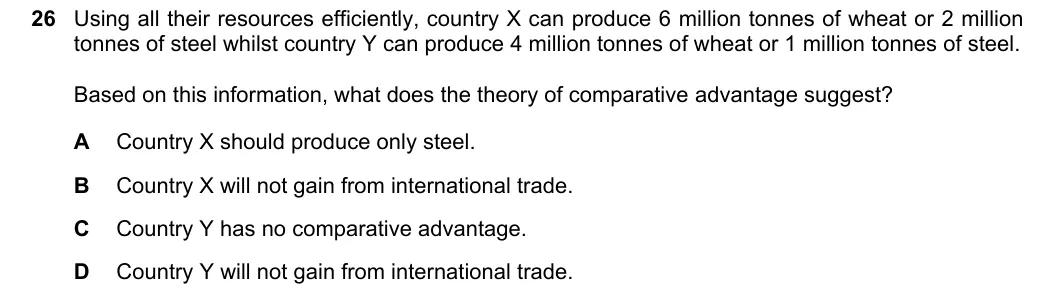 26 Using all their resources efficiently, country X can produce 6 million tonnes of wheat or 2 million
tonnes of steel whilst country Y can produce 4 million tonnes of wheat or 1 million tonnes of steel.
Based on this information, what does the theory of comparative advantage suggest?
A Country X should produce only steel.
B Country X will not gain from international trade.
C Country Y has no comparative advantage.
D Country Y will not gain from international trade.